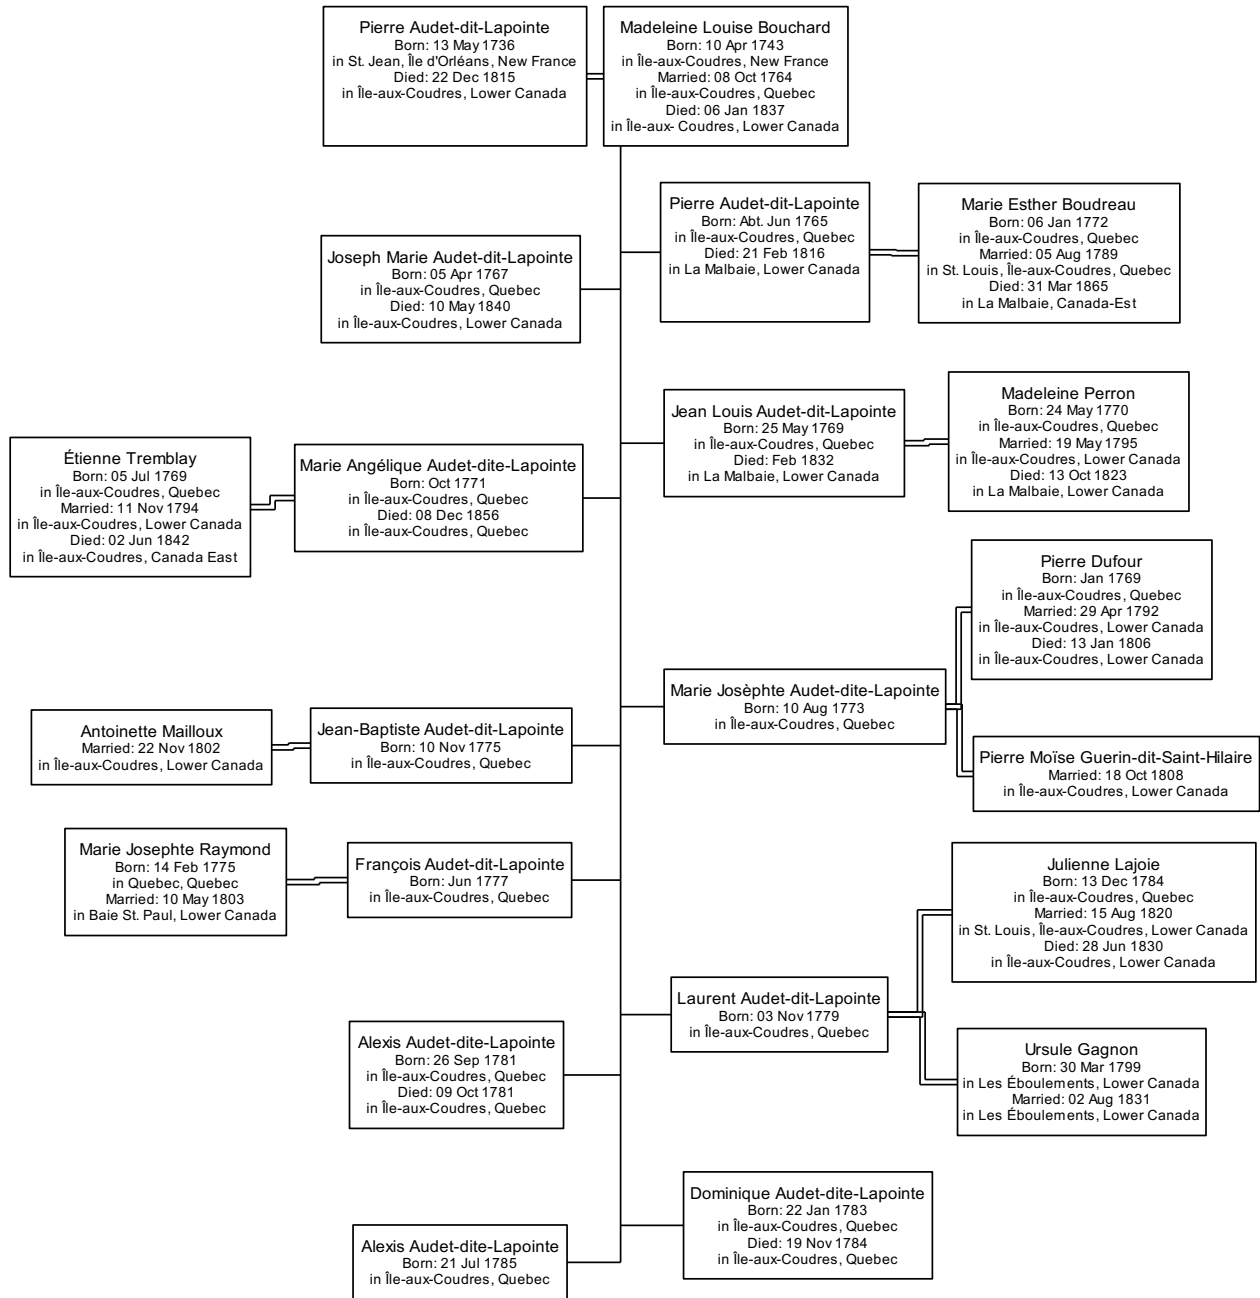 Pierre Audet-dit-Lapointe
Born: 13 May 1736
in St. Jean, Île d'Orléans, New France
Died: 22 Dec 1815
in Île-aux-Coudres, Lower Canada
Madeleine Louise Bouchard
Born: 10 Apr 1743
in Île-aux-Coudres, New France
Married: 08 Oct 1764
in Île-aux-Coudres, Quebec
Died: 06 Jan 1837
in Île-aux- Coudres, Lower Canada
Pierre Audet-dit-Lapointe
Born: Abt. Jun 1765
in Île-aux-Coudres, Quebec
Died: 21 Feb 1816
in La Malbaie, Lower Canada
Marie Esther Boudreau
Born: 06 Jan 1772
in Île-aux-Coudres, Quebec
Married: 05 Aug 1789
in St. Louis, Île-aux-Coudres, Quebec
Died: 31 Mar 1865
in La Malbaie, Canada-Est
Joseph Marie Audet-dit-Lapointe
Born: 05 Apr 1767
in Île-aux-Coudres, Quebec
Died: 10 May 1840
in Île-aux-Coudres, Lower Canada
Jean Louis Audet-dit-Lapointe
Born: 25 May 1769
in Île-aux-Coudres, Quebec
Died: Feb 1832
in La Malbaie, Lower Canada
Madeleine Perron
Born: 24 May 1770
in Île-aux-Coudres, Quebec
Married: 19 May 1795
in Île-aux-Coudres, Lower Canada
Died: 13 Oct 1823
in La Malbaie, Lower Canada
Étienne Tremblay
Born: 05 Jul 1769
in Île-aux-Coudres, Quebec
Married: 11 Nov 1794
in Île-aux-Coudres, Lower Canada
Died: 02 Jun 1842
in Île-aux-Coudres, Canada East
Marie Angélique Audet-dite-Lapointe
Born: Oct 1771
in Île-aux-Coudres, Quebec
Died: 08 Dec 1856
in Île-aux-Coudres, Quebec
Pierre Dufour
Born: Jan 1769
in Île-aux-Coudres, Quebec
Married: 29 Apr 1792
in Île-aux-Coudres, Lower Canada
Died: 13 Jan 1806
in Île-aux-Coudres, Lower Canada
Marie Josèphte Audet-dite-Lapointe
Born: 10 Aug 1773
in Île-aux-Coudres, Quebec
Pierre Moïse Guerin-dit-Saint-Hilaire
Married: 18 Oct 1808
in Île-aux-Coudres, Lower Canada
Antoinette Mailloux
Married: 22 Nov 1802
in Île-aux-Coudres, Lower Canada
Jean-Baptiste Audet-dit-Lapointe
Born: 10 Nov 1775
in Île-aux-Coudres, Quebec
Marie Josephte Raymond
Born: 14 Feb 1775
in Quebec, Quebec
Married: 10 May 1803
in Baie St. Paul, Lower Canada
François Audet-dit-Lapointe
Born: Jun 1777
in Île-aux-Coudres, Quebec
Julienne Lajoie
Born: 13 Dec 1784
in Île-aux-Coudres, Quebec
Married: 15 Aug 1820
in St. Louis, Île-aux-Coudres, Lower Canada
Died: 28 Jun 1830
in Île-aux-Coudres, Lower Canada
Laurent Audet-dit-Lapointe
Born: 03 Nov 1779
in Île-aux-Coudres, Quebec
Ursule Gagnon
Born: 30 Mar 1799
in Les Éboulements, Lower Canada
Married: 02 Aug 1831
in Les Éboulements, Lower Canada
Alexis Audet-dite-Lapointe
Born: 26 Sep 1781
in Île-aux-Coudres, Quebec
Died: 09 Oct 1781
in Île-aux-Coudres, Quebec
Dominique Audet-dite-Lapointe
Born: 22 Jan 1783
in Île-aux-Coudres, Quebec
Died: 19 Nov 1784
in Île-aux-Coudres, Quebec
Alexis Audet-dite-Lapointe
Born: 21 Jul 1785
in Île-aux-Coudres, Quebec